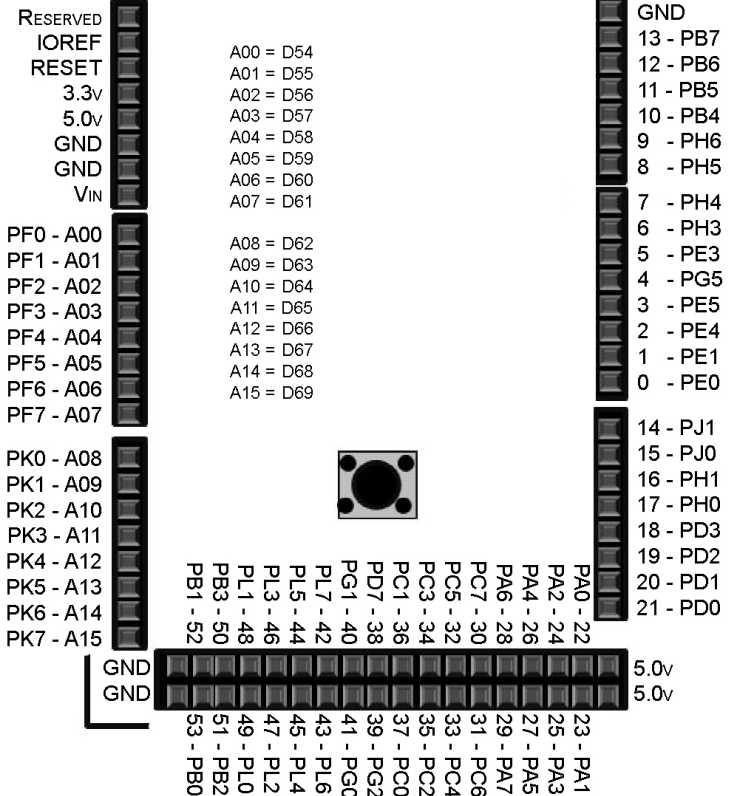 RESERVED
IOREF
RESET
3.3V
5.0V
GND
GND
VIN
PF0 - A00
PF1 - A01
PF2 - A02
PF3 - A03
PF4 - A04
PF5 - A05
PF6 - A06
PF7 - A07
PK0 - A08
PK1 - A09
PK2 - A10
PK3 - A11
PK4 - A12
PK5 - A13
PK6 - A14
PK7 - A15
A00 = D54
A01 = D55
A02 = D56
A03 = D57
A04 = D58
A05 = D59
A06 = D60
A07 = D61
A08 = D62
A09 = D63
A10 = D64
A11 = D65
A12 = D66
A13 = D67
A14 = D68
A15 = D69
GND
13 - PB7
12 - PB6
11 - PB5
10 - PB4
9 - PH6
8 - PH5
7 - PH4
6 - PH3
5 - PE3
4 - PG5
3 - PE5
2 - PE4
1 - PE1
0 - PE0
14 - PJ1
15 - PJ0
16 - PH1
17 - PH0
18 - PD3
19 - PD2
20 - PD1
21 - PD0
PB1 - 52
PB3 - 50
PL1 - 48
PL3 - 46
PL5 - 44
PL7 - 42
PG1 - 40
PD7 - 38
PC1 - 36
PC3 - 34
PC5 - 32
PC7 - 30
PA6 - 28
PA4 - 26
PA2 - 24
PA0 - 22
GND
GND
5.0V
5.0V
53 - PB0
51 - PB2
49 - PL0
47 - PL2
45 - PL4
43 - PL6
41 - PG0
39 - PG2
37 - PC0
35 - PC2
33 - PC4
31 - PC6
29 - PA7
27 - PA5
25 - PA3
23 - PA1